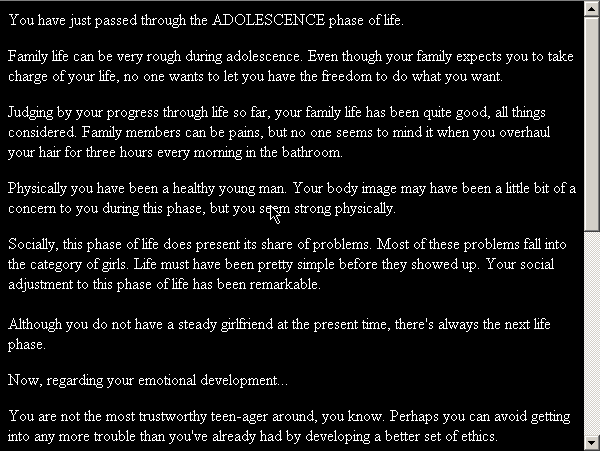 You have just passed through the ADOLESCENCE phase of life.
Family life can be very rough during adolescence. Even though your family expects you to take
charge of your life, no one wants to let you have the freedom to do what you want.
Judging by your progress through life so far, your family life has been quite good, all things
considered. Family members can be pains, but no one seems to mind it when you overhaul
your hair for three hours every morning in the bathroom.
Physically you have been a healthy young man. Your body image may have been a little bit of a
concern to you during this phase, but you seem strong physically.
Socially, this phase of life does present its share of problems. Most of these problems fall into
the category of girls. Life must have been pretty simple before they showed up. Your social
adjustment to this phase of life has been remarkable.
Although you do not have a steady girlfriend at the present time, there's always the next life
phase.
Now, regarding your emotional development...
You are not the most trustworthy teen-ager around, you know. Perhaps you can avoid getting
into any more trouble than you've already had by developing a better set of ethics.